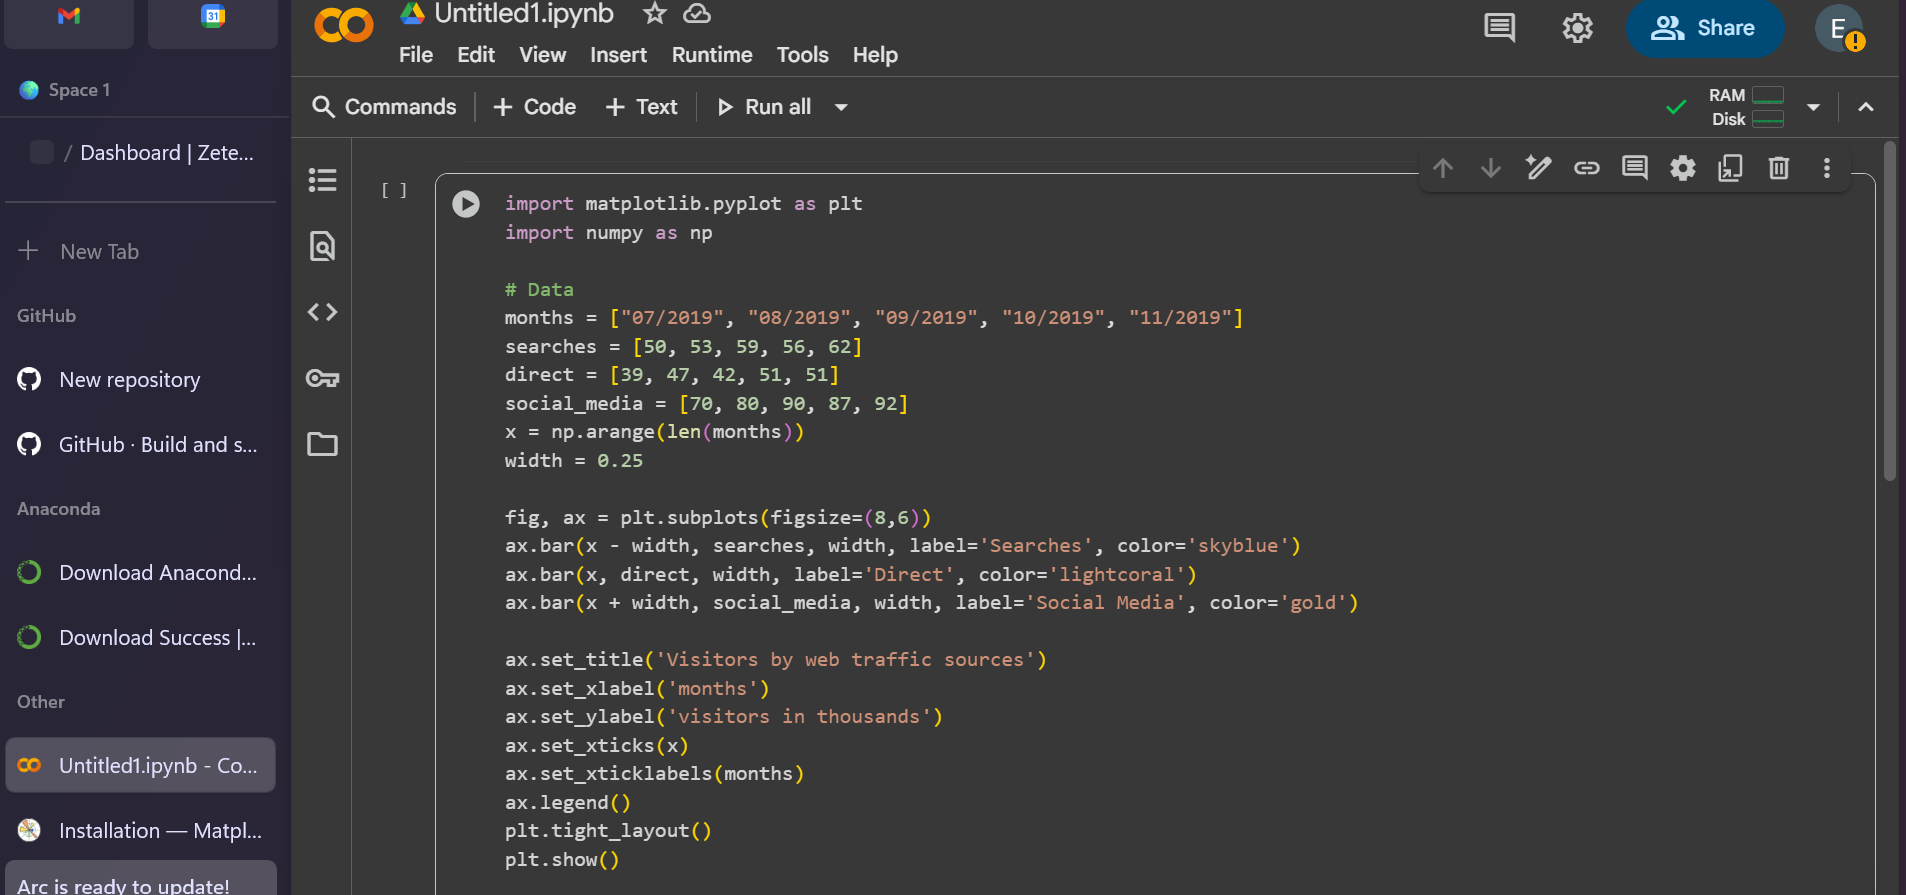 31
Space 1
/ Dashboard | Zete...
New Tab
GitHub
New repository
GitHub · Build and s...
Anaconda
Download Anacond...
Download Success |...
Other
Untitled1.ipynb - Co...
Installation — Matpl...
Arc is ready to update!
Untitled1.ipynb
File Edit View Insert Runtime Tools Help
Share
E
Commands + Code + Text Run all
RAM
Disk
[ ]
import matplotlib.pyplot as plt
import numpy as np
# Data
months = ["07/2019", "08/2019", "09/2019", "10/2019", "11/2019"]
searches = [50, 53, 59, 56, 62]
direct = [39, 47, 42, 51, 51]
social_media = [70, 80, 90, 87, 92]
x = np.arange(len(months))
width = 0.25
fig, ax = plt.subplots(figsize=(8,6))
ax.bar(x - width, searches, width, label='Searches', color='skyblue')
ax.bar(x, direct, width, label='Direct', color='lightcoral')
ax.bar(x + width, social_media, width, label='Social Media', color='gold')
ax.set_title('Visitors by web traffic sources')
ax.set_xlabel('months')
ax.set_ylabel('visitors in thousands')
ax.set_xticks(x)
ax.set_xticklabels(months)
ax.legend()
plt.tight_layout()
plt.show()